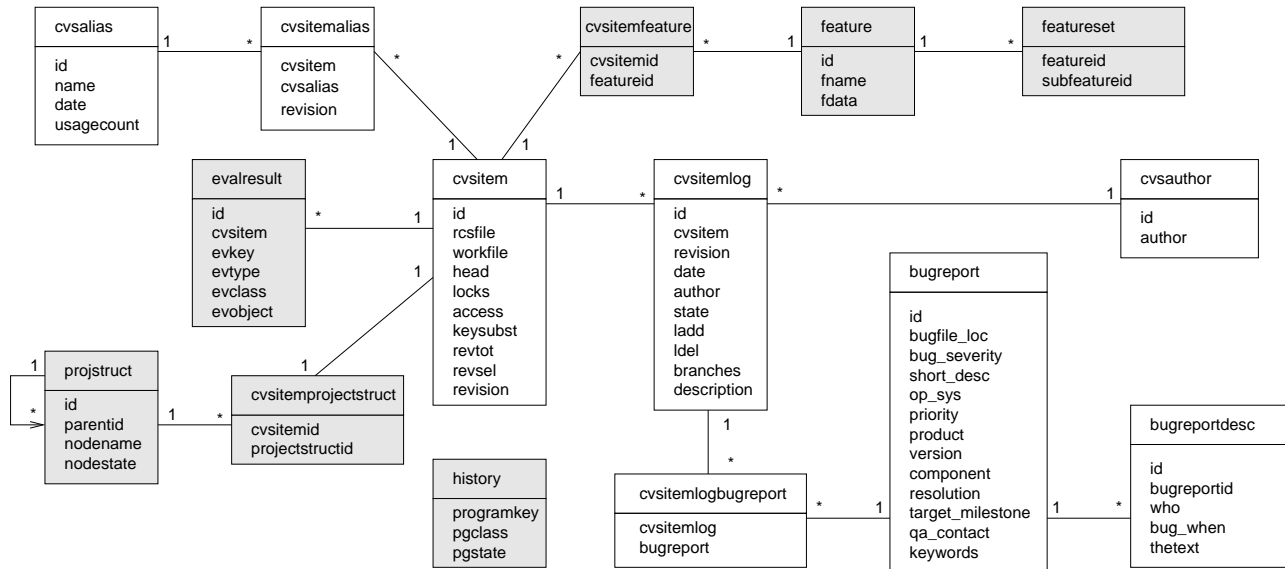 cvsalias
id
name
date
usagecount
1
*
cvsitemalias
cvsitem
cvsalias
revision
*
1
cvsitemfeature
cvsitemid
featureid
*
1
*
1
feature
id
fname
fdata
1
*
featureset
featureid
subfeatureid
evalresult
id
cvsitem
evkey
evtype
evclass
evobject
*
1
cvsitem
id
rcsfile
workfile
head
locks
access
keysubst
revtot
revsel
revision
1
*
cvsitemlog
id
cvsitem
revision
date
author
state
ladd
ldel
branches
description
*
1
cvsauthor
id
author
1
1
projstruct
id
parentid
nodename
nodestate
1
*
1
*
cvsitemprojectstruct
cvsitemid
projectstructid
history
programkey
pgclass
pgstate
1
*
cvsitemlogbugreport
cvsitemlog
bugreport
*
1
bugreport
id
bugfile_loc
bug_severity
short_desc
op_sys
priority
product
version
component
resolution
target_milestone
qa_contact
keywords
1
*
bugreportdesc
id
bugreportid
who
bug_when
thetext